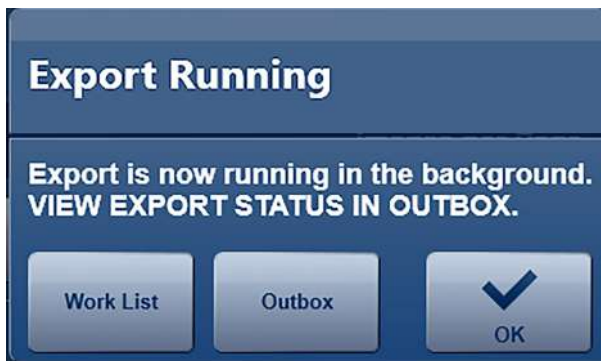 Export Running
Export is now running in the background.
VIEW EXPORT STATUS IN OUTBOX.
Work List
Outbox
OK